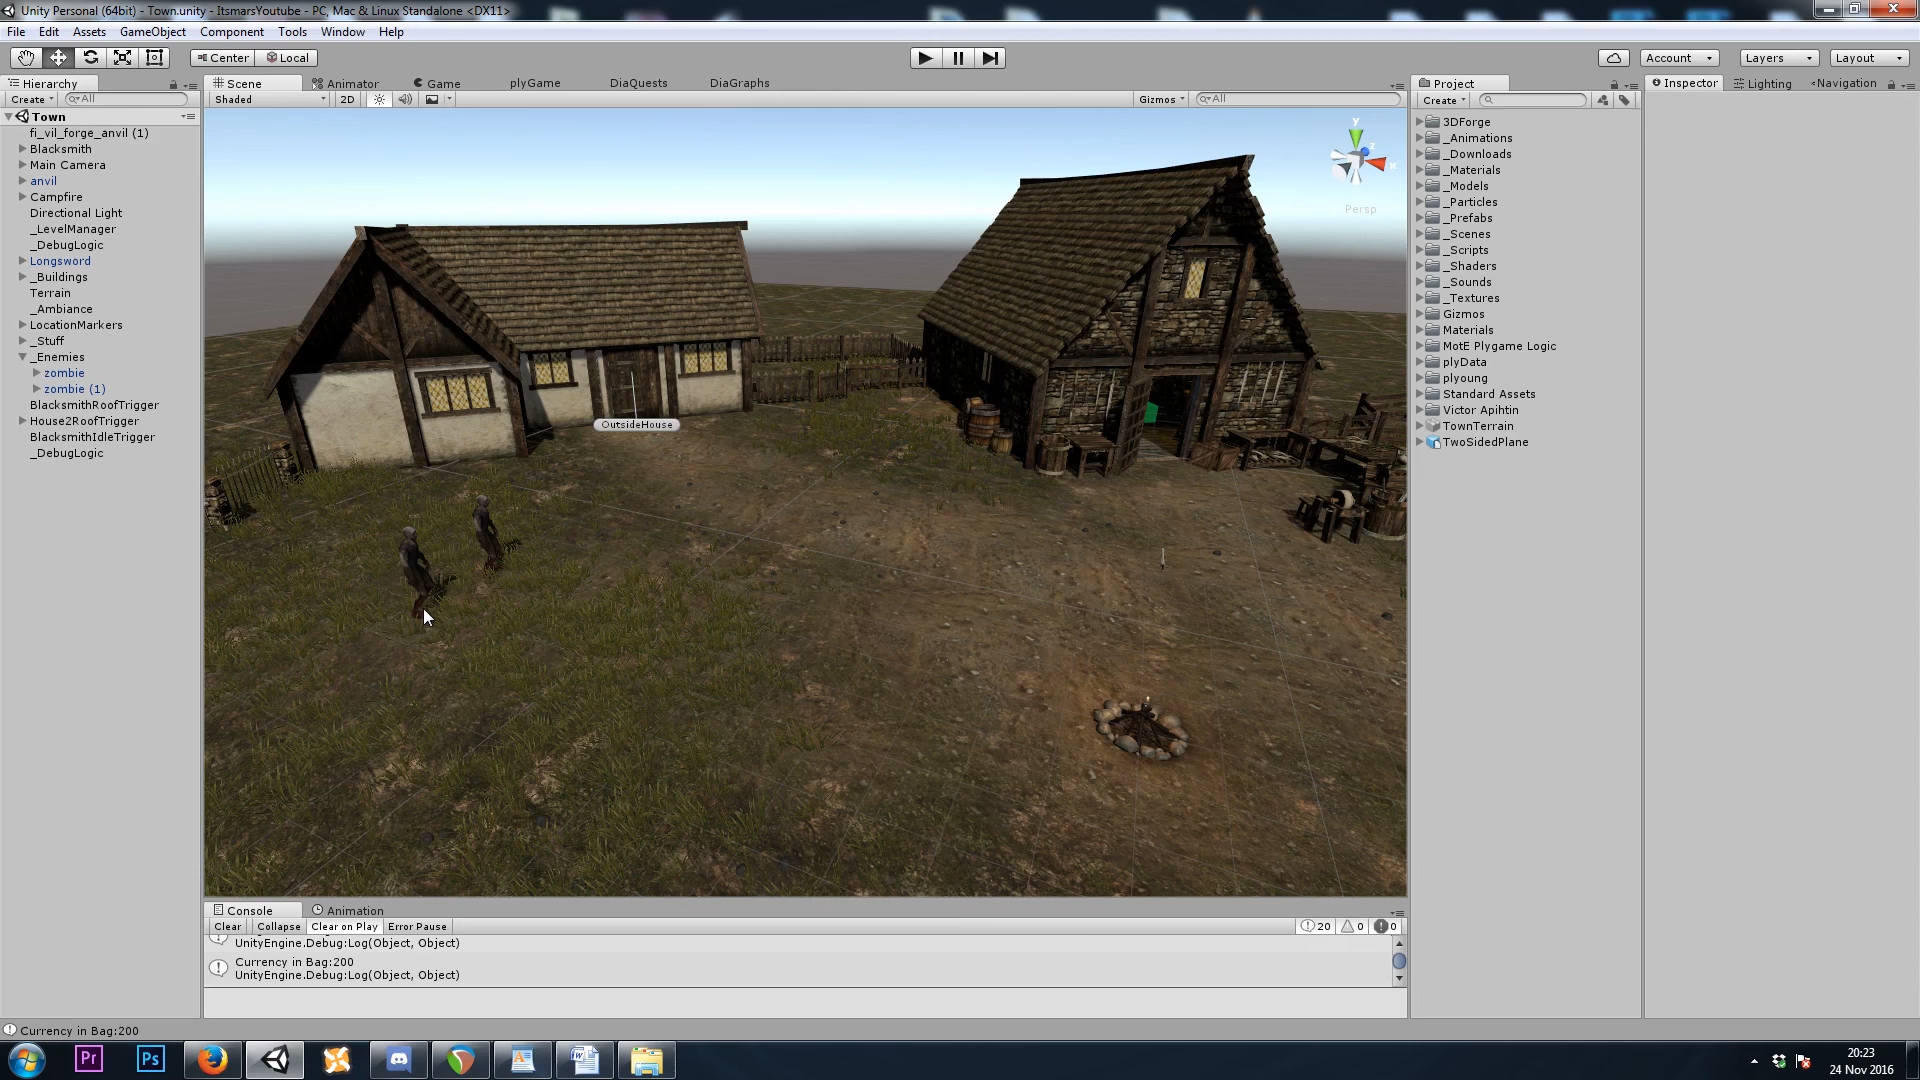 Unity Personal (64bit) - Town.unity - ItsmarsYoutube - PC, Mac & Linux Standalone <DX11>
File Edit Assets GameObject Component Tools Window Help
Center Local Account Layers Layout
Hierarchy
Create All
Town
fi_vil_forge_anvil (1)
Blacksmith
Main Camera
anvil
Campfire
Directional Light
_LevelManager
_DebugLogic
Longsword
_Buildings
Terrain
_Ambiance
LocationMarkers
_Stuff
_Enemies
zombie
zombie (1)
BlacksmithRoofTrigger
House2RoofTrigger
BlacksmithIdleTrigger
_DebugLogic
Scene Animator Game plyGame DiaQuests DiaGraphs
Shaded 2D Gizmos All
y
z
x
Persp
OutsideHouse
Project
Create
3DForge
_Animations
_Downloads
_Materials
_Models
_Particles
_Prefabs
_Scenes
_Scripts
_Shaders
_Sounds
_Textures
Gizmos
Materials
MotE Plygame Logic
plyData
plyoung
Standard Assets
Victor Apihtin
TownTerrain
TwoSidedPlane
Inspector Lighting Navigation
Console Animation
Clear Collapse Clear on Play Error Pause 20 0 0
UnityEngine.Debug:Log(Object, Object)
Currency in Bag:200
UnityEngine.Debug:Log(Object, Object)
Currency in Bag:200
Pr Ps
20:23
24 Nov 2016